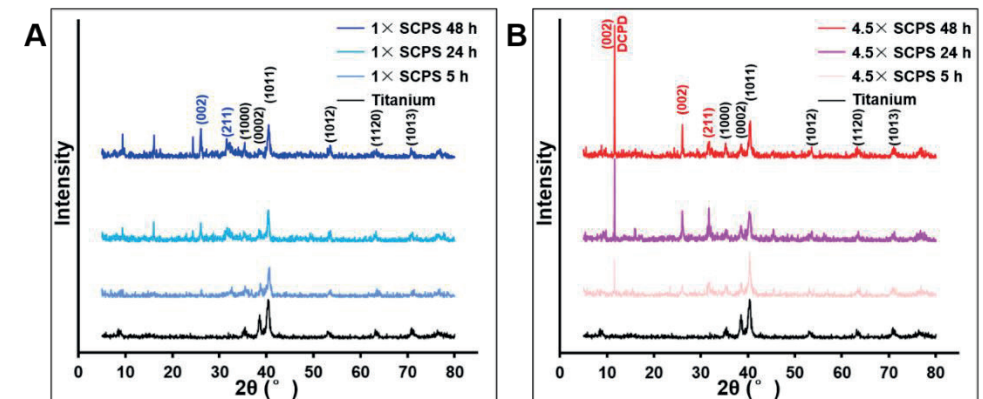 A
1× SCPS 48 h
1× SCPS 24 h
1× SCPS 5 h
Titanium
(002)
(211)
(1000)
(0002)
(1011)
(1012)
(1120)
(1013)
Intensity
0 10 20 30 40 50 60 70 80
2θ (°)
B
4.5× SCPS 48 h
4.5× SCPS 24 h
4.5× SCPS 5 h
Titanium
(002)
DCPD
(002)
(211)
(1000)
(0002)
(1011)
(1012)
(1120)
(1013)
Intensity
0 10 20 30 40 50 60 70 80
2θ (°)